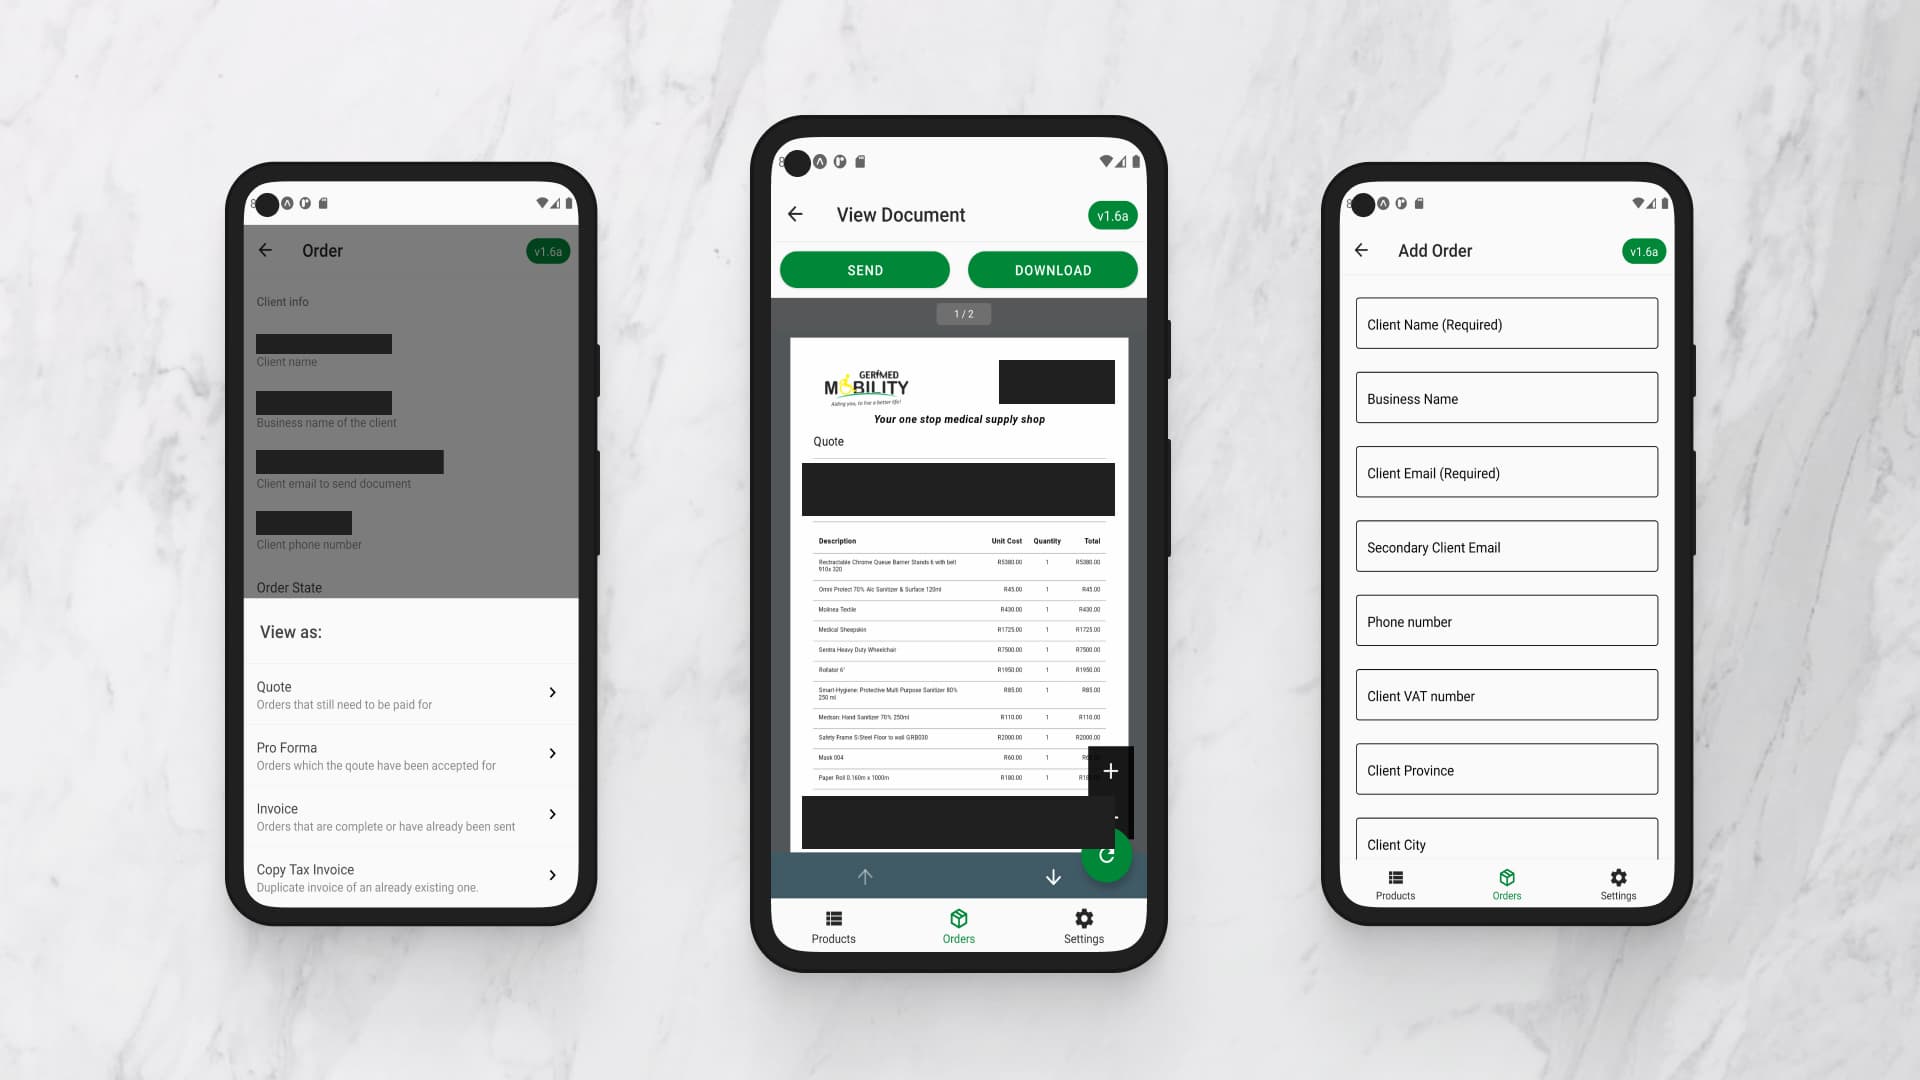 8
Order
v1.6a
Client info
Client name
Business name of the client
Client email to send document
Client phone number
Order State
View as:
Quote
Orders that still need to be paid for
Pro Forma
Orders which the qoute have been accepted for
Invoice
Orders that are complete or have already been sent
Copy Tax Invoice
Duplicate invoice of an already existing one.
8
View Document
v1.6a
SEND
DOWNLOAD
1 / 2
GERIMED
MOBILITY
Aiding you, to live a better life!
Your one stop medical supply shop
Quote
Description Unit Cost Quantity Total
Rectractable Chrome Queue Barrier Stands 6 with belt R5380.00 1 R5380.00
910x 320
Omni Protect 70% Alc Sanitizer & Surface 120ml R45.00 1 R45.00
Molinea Textile R430.00 1 R430.00
Medical Sheepskin R1725.00 1 R1725.00
Sentra Heavy Duty Wheelchair R7500.00 1 R7500.00
Rollator 6' R1950.00 1 R1950.00
Smart-Hygiene: Protective Multi Purpose Sanitizer 80% R85.00 1 R85.00
250 ml
Medsan: Hand Sanitizer 70% 250ml R110.00 1 R110.00
Safety Frame S-Steel Floor to wall GRB030 R2000.00 1 R2000.00
Mask 004 R60.00 1
Paper Roll 0.160m x 1000m R180.00 1
Products
Orders
Settings
8
Add Order
v1.6a
Client Name (Required)
Business Name
Client Email (Required)
Secondary Client Email
Phone number
Client VAT number
Client Province
Client City
Products
Orders
Settings